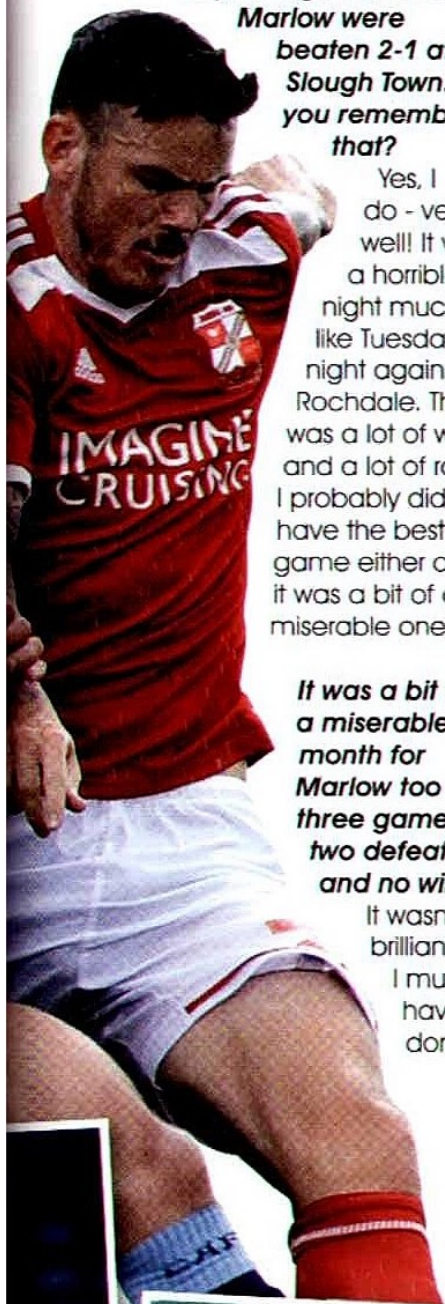 Marlow were
beaten 2-1 a
Slough Town.
you rememb
that?
Yes, I
do - ve
well! It w
a horribl
night muc
like Tuesda
night again
Rochdale. Th
was a lot of w
and a lot of ra
I probably did
have the best
game either a
it was a bit of a
miserable one
It was a bit
a miserable
month for
Marlow too
three game
two defeat
and no wi
It wasn
brillian
I mu
hav
don
IMAGINE
CRUISING